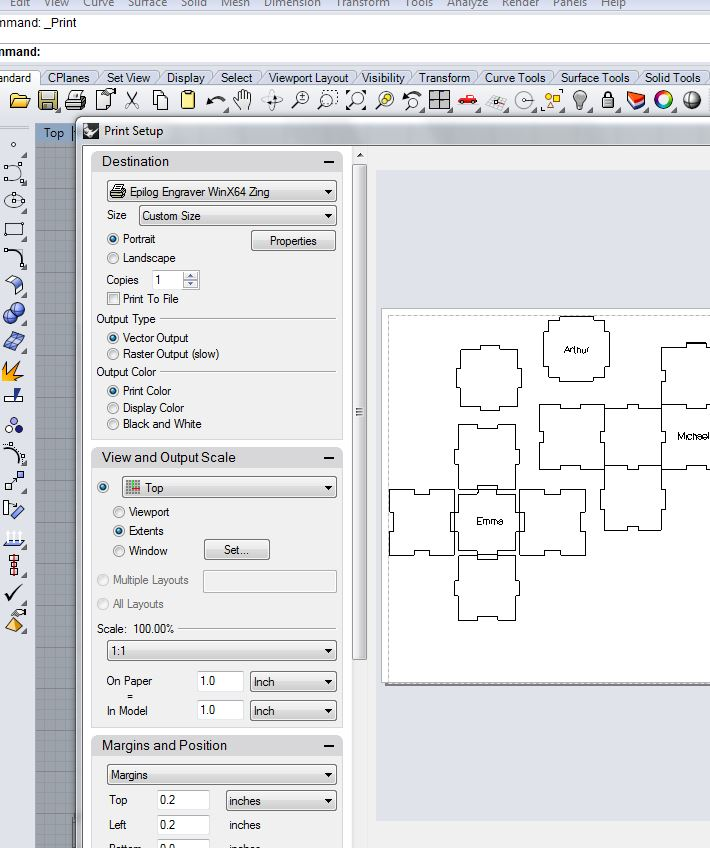 Edit View Curve Surface Solid Mesh Dimension Transform Tools Analyze Render Panels Help
mmand: _Print
mmand:
andard CPlanes Set View Display Select Viewport Layout Visibility Transform Curve Tools Surface Tools Solid Tools
Top
Print Setup
Destination
Epilog Engraver WinX64 Zing
Size Custom Size
Portrait
Properties
Landscape
Copies 1
Print To File
Output Type
Vector Output
Raster Output (slow)
Output Color
Print Color
Display Color
Black and White
View and Output Scale
Top
Viewport
Extents
Window Set...
Multiple Layouts
All Layouts
Scale: 100.00%
1:1
On Paper 1.0 Inch
=
In Model 1.0 Inch
Margins and Position
Margins
Top 0.2 inches
Left 0.2 inches
Bottom 0.0 inches
Arthur
Michael
Emma